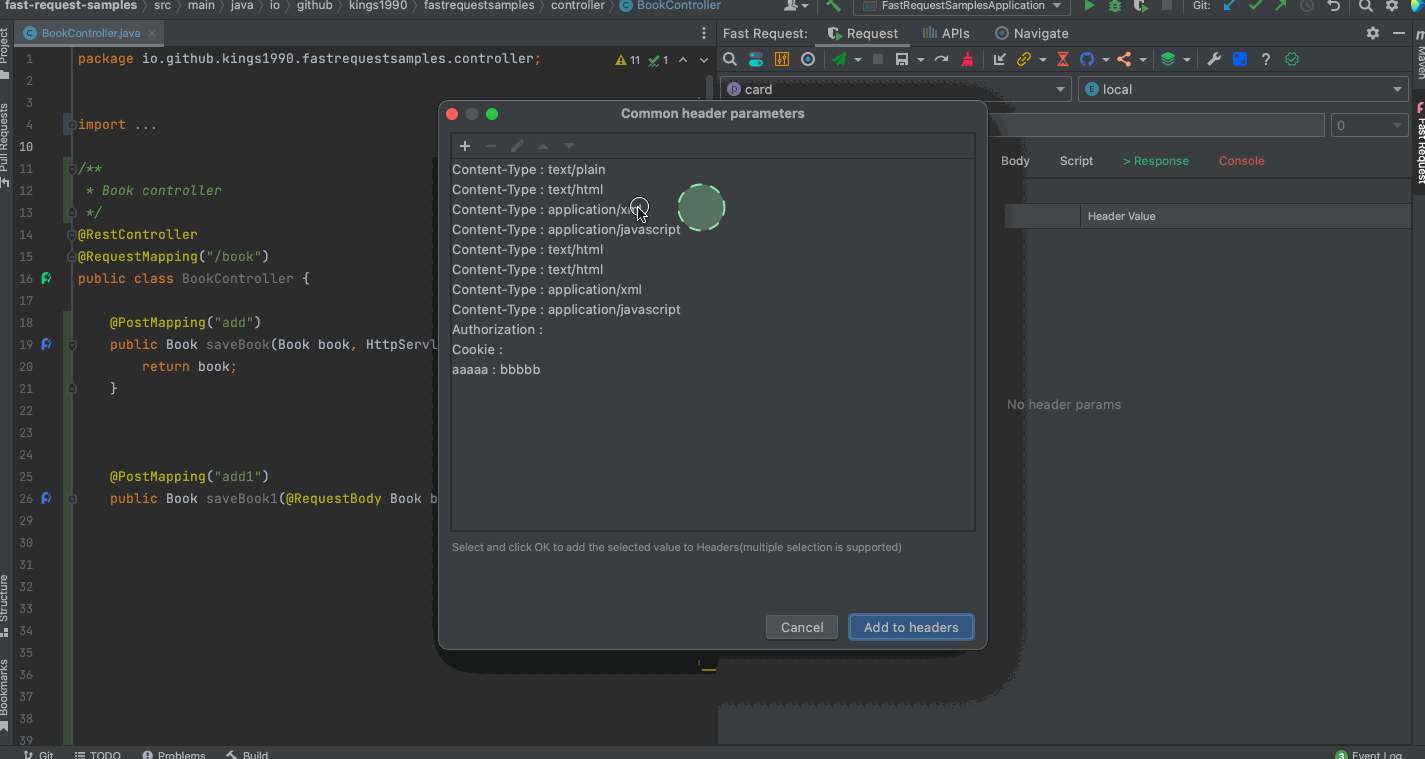 fast-request-samples src main java io github kings1990 fastrequestsamples controller BookController
FastRequestSamplesApplication
Git:
BookController.java
Fast Request: Request APIs Navigate
card
local
0
Body Script > Response Console
Header Value
No header params
Project
Pull Requests
Structure
Bookmarks
Maven
Fast Request
11 1
1 package io.github.kings1990.fastrequestsamples.controller;
2
3
4 import ...
10
11 /**
12 * Book controller
13 */
14 @RestController
15 @RequestMapping("/book")
16 public class BookController {
17
18 @PostMapping("add")
19 public Book saveBook(Book book, HttpServl
20 return book;
21 }
22
23
24
25 @PostMapping("add1")
26 public Book saveBook1(@RequestBody Book b
29
30
31
32
33
34
35
36
37
38
39
Common header parameters
Content-Type : text/plain
Content-Type : text/html
Content-Type : application/xml
Content-Type : application/javascript
Content-Type : text/html
Content-Type : text/html
Content-Type : application/xml
Content-Type : application/javascript
Authorization :
Cookie :
aaaaa : bbbbb
Select and click OK to add the selected value to Headers(multiple selection is supported)
Cancel Add to headers
Git TODO Problems Build
3 Event Log